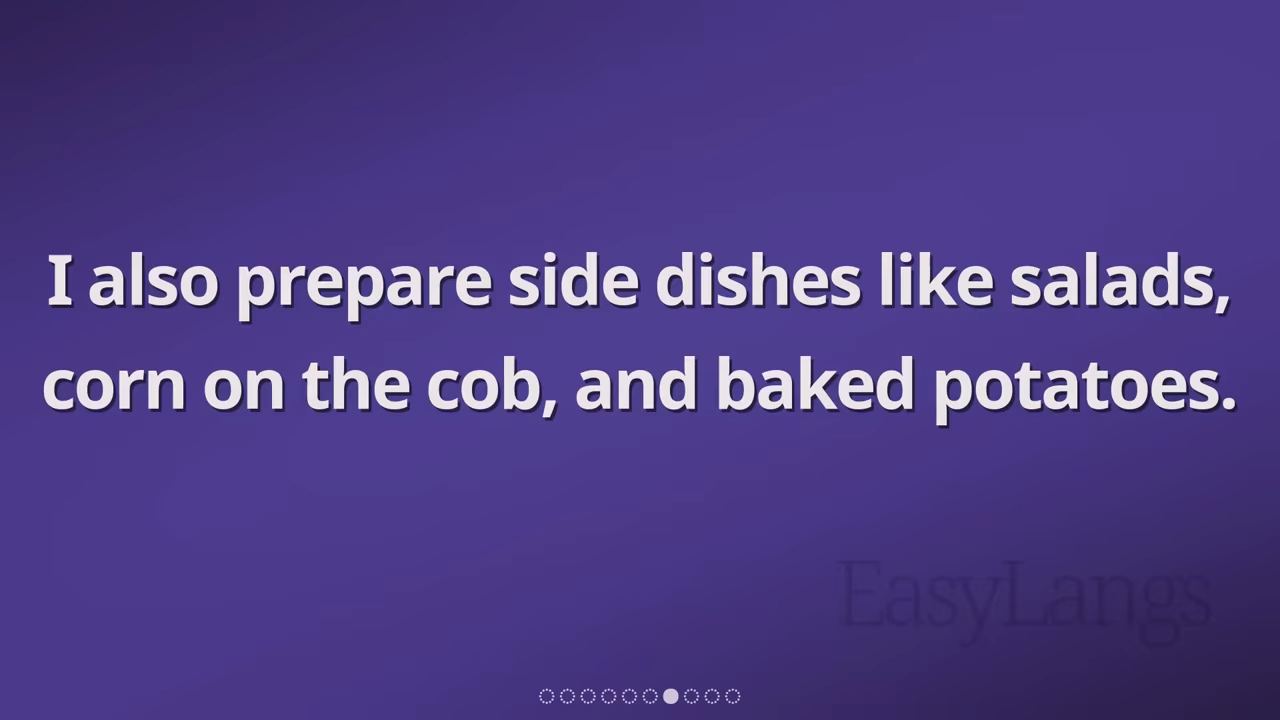 I also prepare side dishes like salads,
corn on the cob, and baked potatoes.
EasyLangs